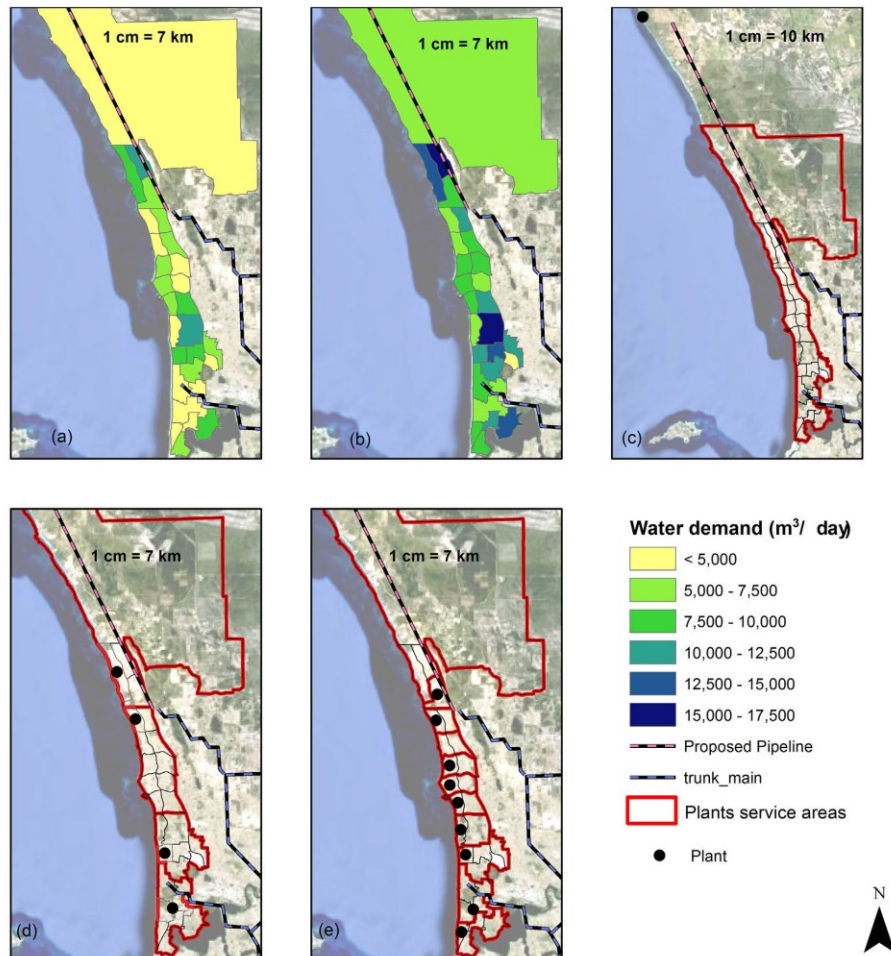 1 cm = 7 km
(a)
1 cm = 7 km
(b)
1 cm = 10 km
(c)
1 cm = 7 km
(d)
1 cm = 7 km
(e)
Water demand (m³/ day)
< 5,000
5,000 - 7,500
7,500 - 10,000
10,000 - 12,500
12,500 - 15,000
15,000 - 17,500
Proposed Pipeline
trunk_main
Plants service areas
Plant
N